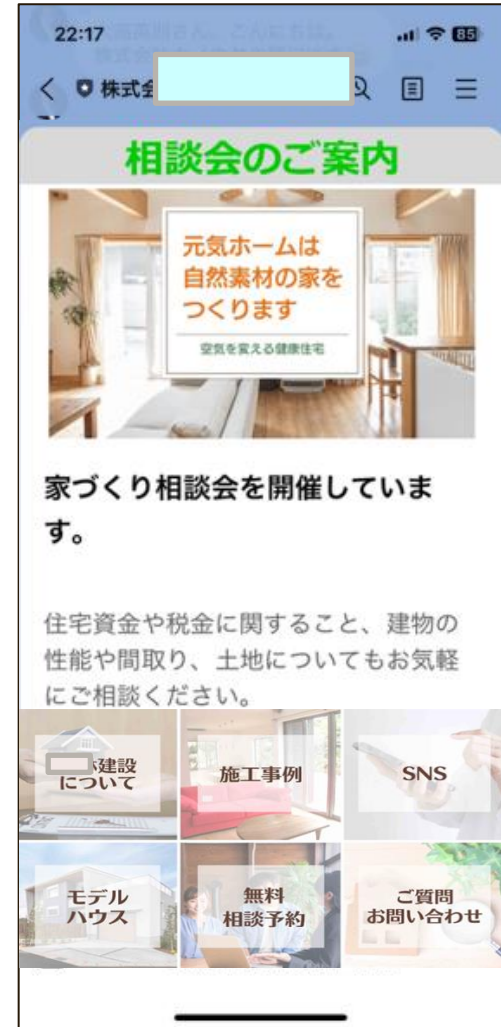 22:17
85
株式会
相談会のご案内
元気ホームは
自然素材の家を
つくります
空気を変える健康住宅
家づくり相談会を開催していま
す。
住宅資金や税金に関すること、建物の
性能や間取り、土地についてもお気軽
にご相談ください。
建設
について
施工事例
SNS
モデル
ハウス
無料
相談予約
ご質問
お問い合わせ